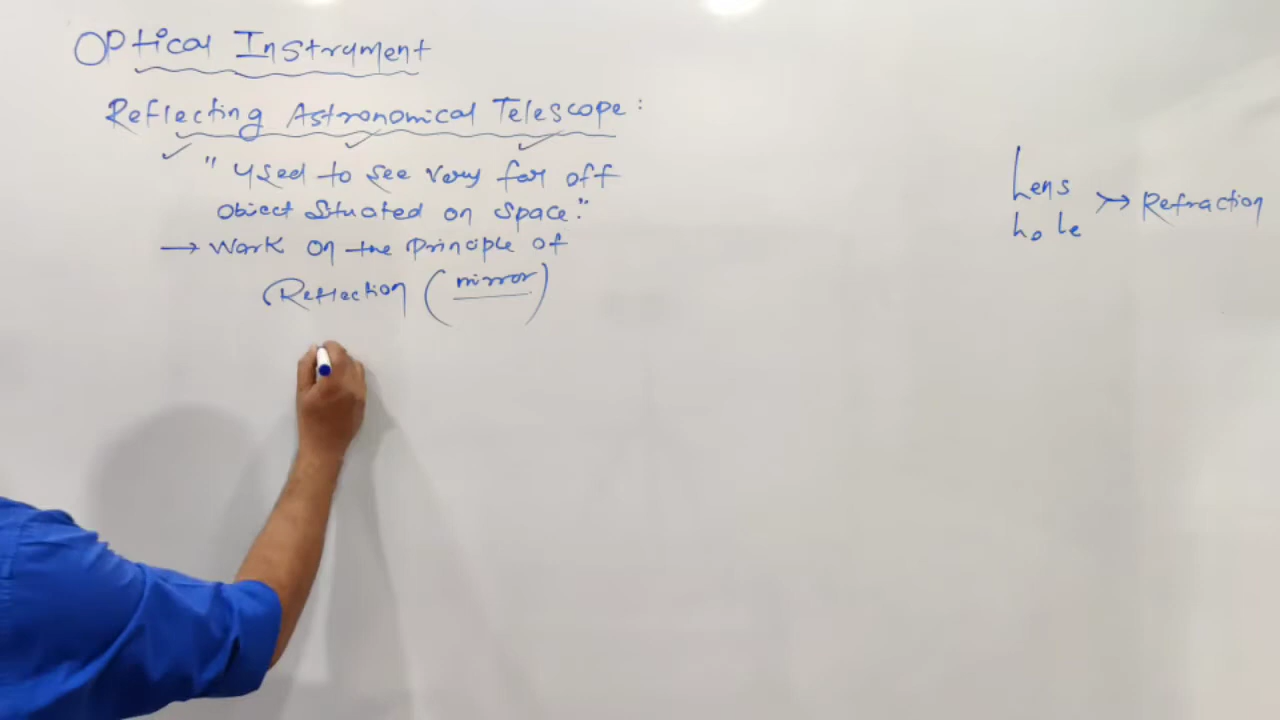 Optical Instrument
Reflecting Astronomical Telescope:
"Used to see very far off
object Situated on space."
→ Work on the principle of
Reflection (mirror)
Lens
hole → Refraction